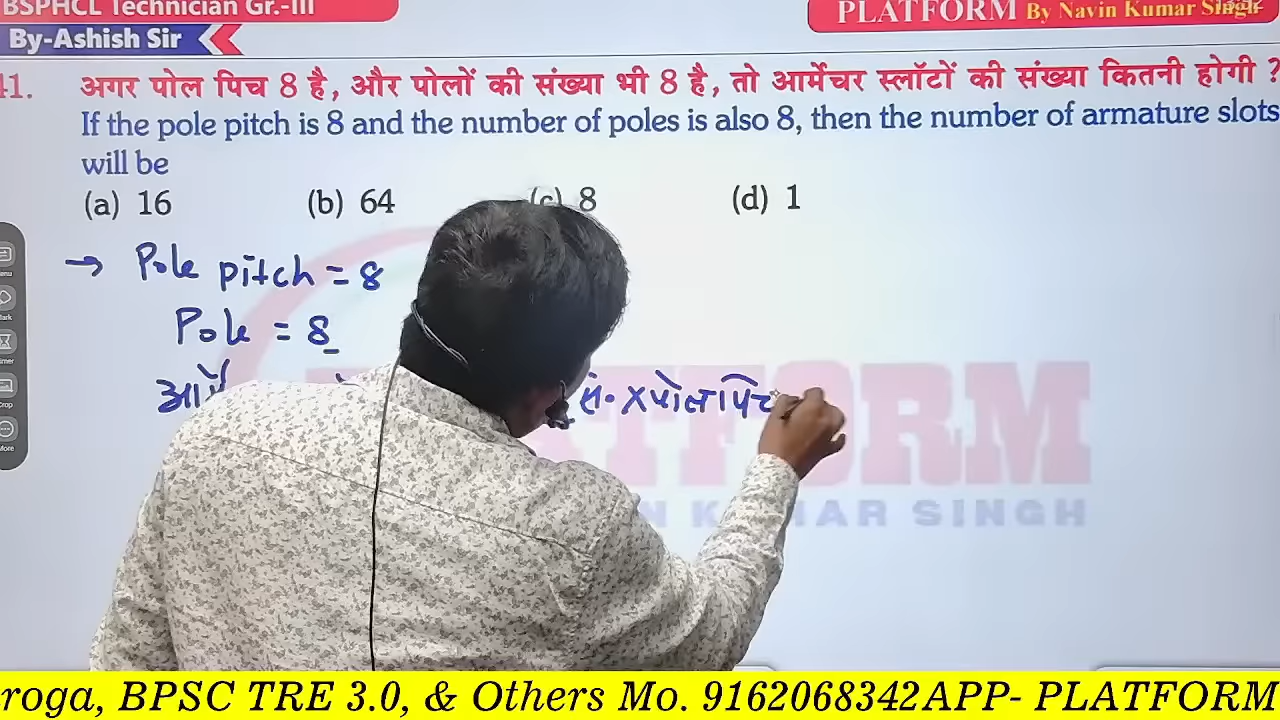 BSPHCL Technician Gr.-III
PLATFORM By Navin Kumar Singh
By-Ashish Sir
41. अगर पोल पिच 8 है, और पोलों की संख्या भी 8 है, तो आर्मेचर स्लॉटों की संख्या कितनी होगी ?
If the pole pitch is 8 and the number of poles is also 8, then the number of armature slots
will be
(a) 16 (b) 64 (c) 8 (d) 1
→ Pole pitch = 8
Pole = 8
सं. x पोल पिच
roga, BPSC TRE 3.0, & Others Mo. 9162068342APP- PLATFORM